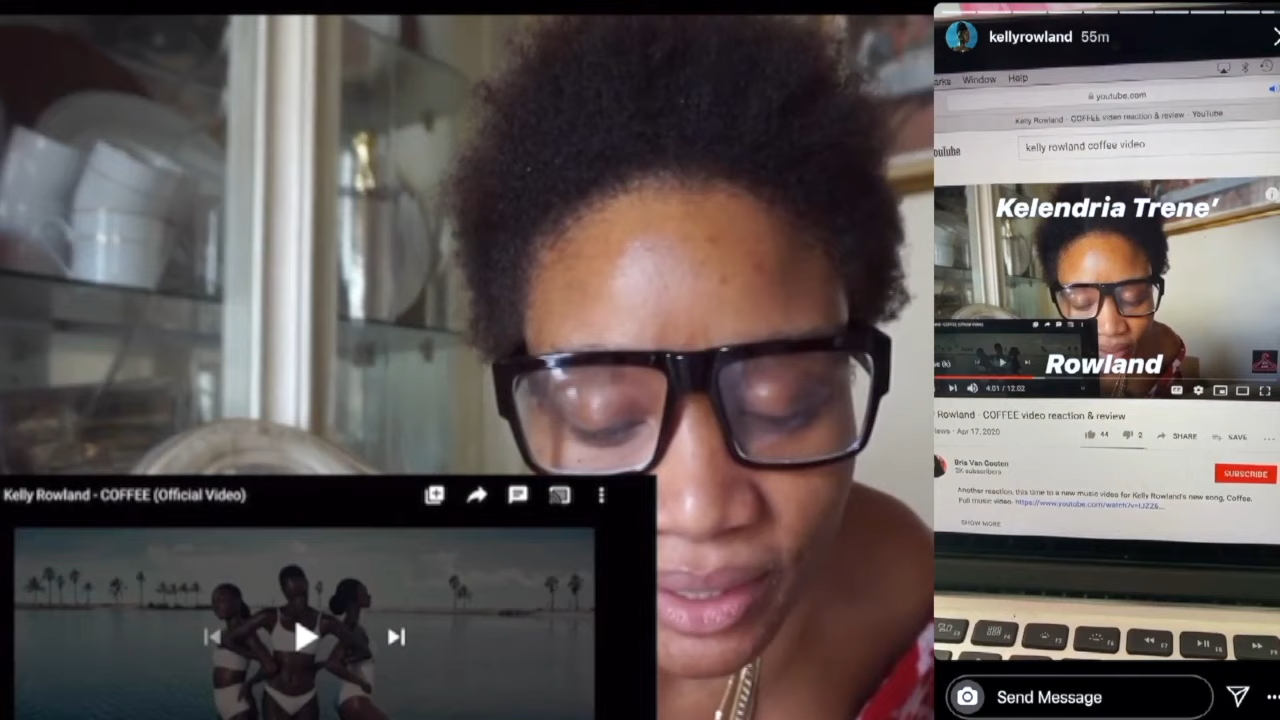 Kelly Rowland - COFFEE (Official Video)
kellyrowland 55m
Window Help
youtube.com
Kelly Rowland - COFFEE video reaction & review - YouTube
kelly rowland coffee video
Kelendria Trene’
Rowland
4:01 / 12:02
Rowland - COFFEE video reaction & review
Apr 17, 2020
44 2 SHARE SAVE
Bris Van Gooten
subscribers
SUBSCRIBE
Another reaction, this time to a new music video for Kelly Rowland's new song, Coffee.
Full music video:
SHOW MORE
Send Message